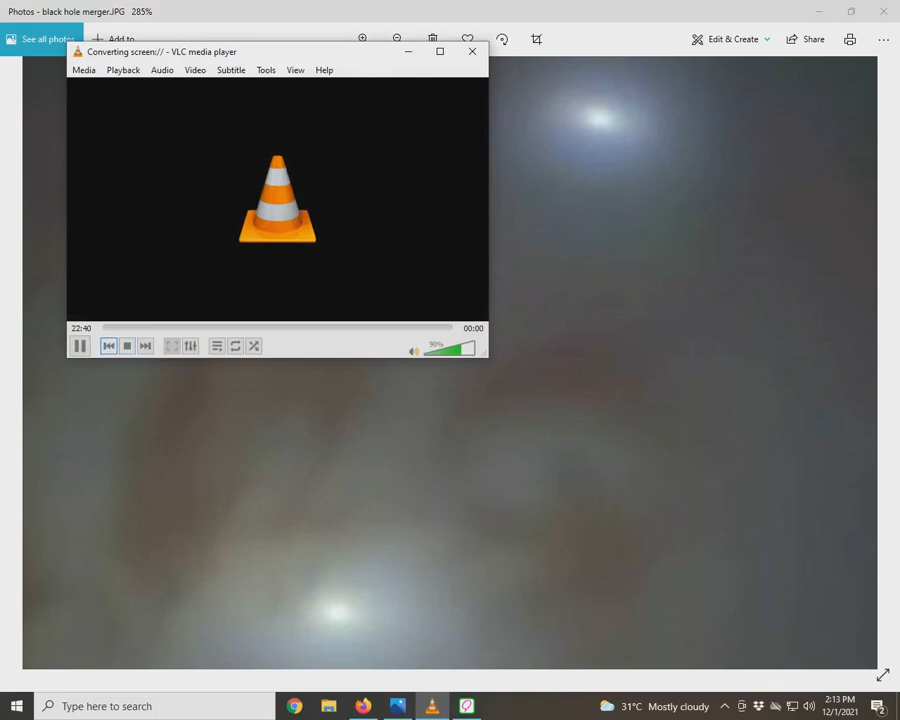 Photos - black hole merger.JPG 285%
See all photos
Add to
Edit & Create
Share
Converting screen:// - VLC media player
Media Playback Audio Video Subtitle Tools View Help
22:40
00:00
90%
Type here to search
31°C Mostly cloudy
2:13 PM
12/1/2021
2